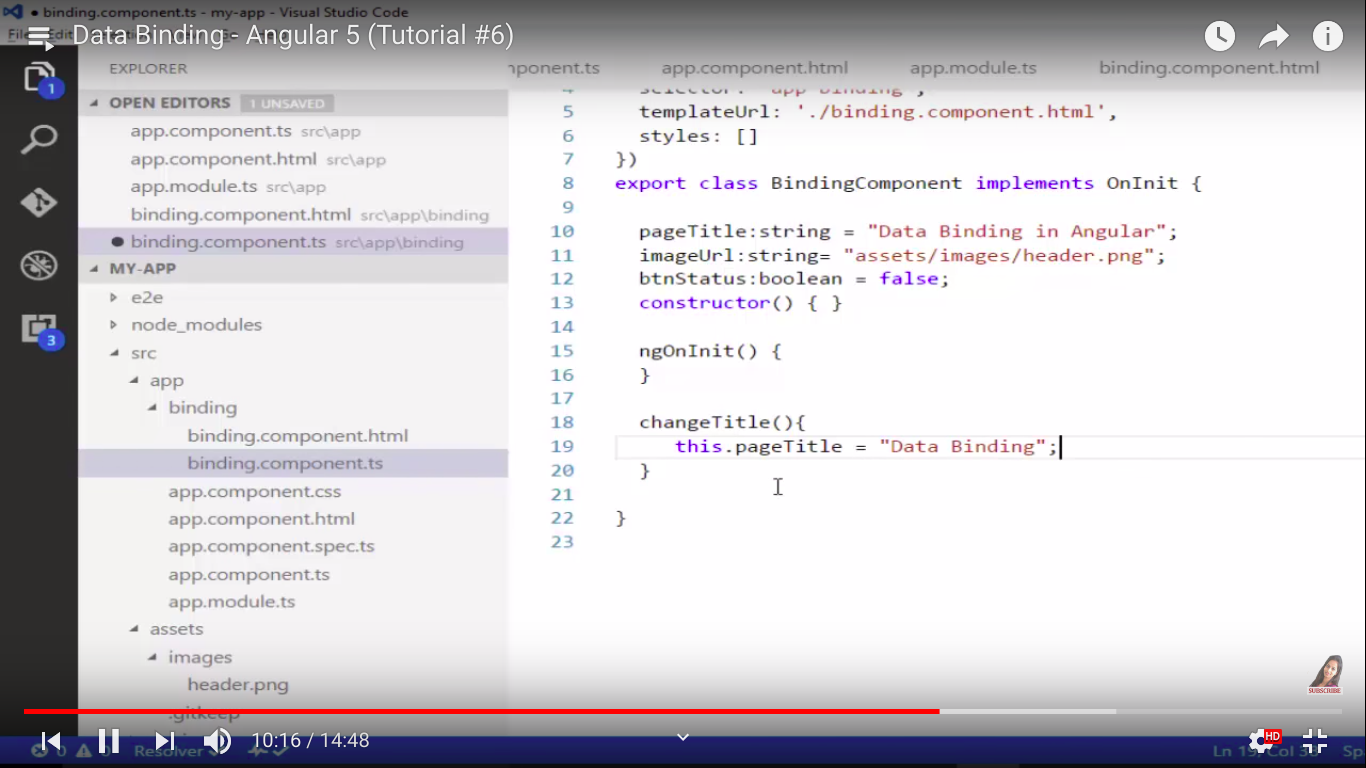 binding.component.ts - my-app - Visual Studio Code
Data Binding - Angular 5 (Tutorial #6)
EXPLORER
OPEN EDITORS 1 UNSAVED
app.component.ts src\app
app.component.html src\app
app.module.ts src\app
binding.component.html src\app\binding
binding.component.ts src\app\binding
MY-APP
e2e
node_modules
src
app
binding
binding.component.html
binding.component.ts
app.component.css
app.component.html
app.component.spec.ts
app.component.ts
app.module.ts
assets
images
header.png
.gitkeep
1
3
app.component.html app.module.ts binding.component.html
5 templateUrl: './binding.component.html',
6 styles: []
7 })
8 export class BindingComponent implements OnInit {
9
10 pageTitle:string = "Data Binding in Angular";
11 imageUrl:string= "assets/images/header.png";
12 btnStatus:boolean = false;
13 constructor() { }
14
15 ngOnInit() {
16 }
17
18 changeTitle(){
19 this.pageTitle = "Data Binding";
20 }
21
22 }
23
SUBSCRIBE
10:16 / 14:48
HD
Resolver